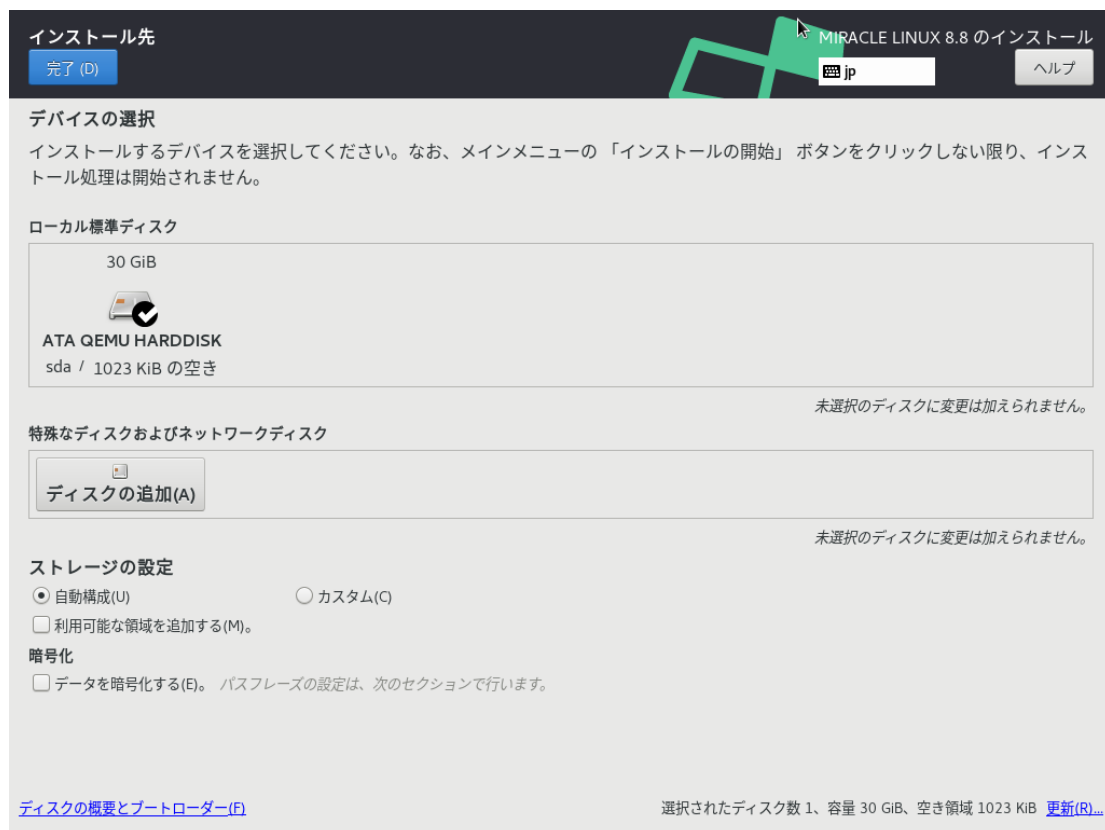 インストール先
MIRACLE LINUX 8.8 のインストール
完了 (D)
jp
ヘルプ
デバイスの選択
インストールするデバイスを選択してください。なお、メインメニューの 「インストールの開始」 ボタンをクリックしない限り、インス
トール処理は開始されません。
ローカル標準ディスク
30 GiB
ATA QEMU HARDDISK
sda / 1023 KiB の空き
未選択のディスクに変更は加えられません。
特殊なディスクおよびネットワークディスク
ディスクの追加(A)
未選択のディスクに変更は加えられません。
ストレージの設定
自動構成(U)
カスタム(C)
利用可能な領域を追加する(M)。
暗号化
データを暗号化する(E)。 パスフレーズの設定は、次のセクションで行います。
ディスクの概要とブートローダー(F)
選択されたディスク数 1、容量 30 GiB、空き領域 1023 KiB 更新(R)...